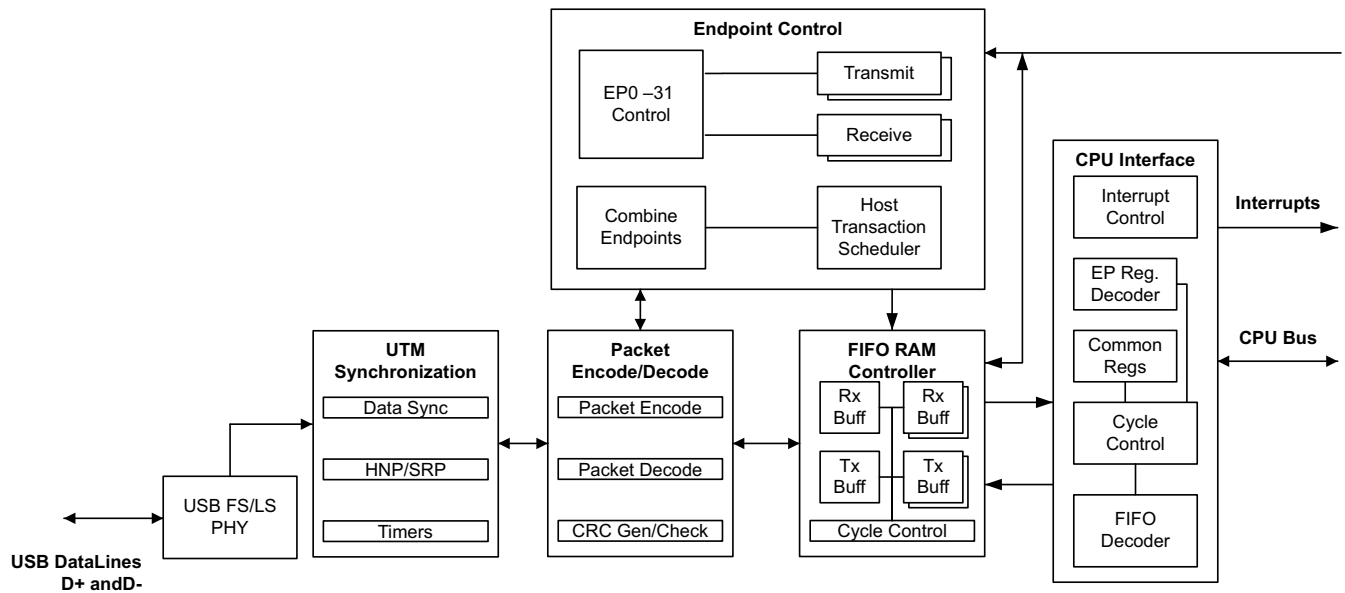 Endpoint Control
EP0 –31
Control
Transmit
Receive
Combine
Endpoints
Host
Transaction
Scheduler
CPU Interface
Interrupt
Control
EP Reg.
Decoder
Common
Regs
Cycle
Control
FIFO
Decoder
Interrupts
CPU Bus
UTM
Synchronization
Data Sync
HNP/SRP
Timers
Packet
Encode/Decode
Packet Encode
Packet Decode
CRC Gen/Check
FIFO RAM
Controller
Rx
Buff
Rx
Buff
Tx
Buff
Tx
Buff
Cycle Control
USB FS/LS
PHY
USB DataLines
D+ andD-